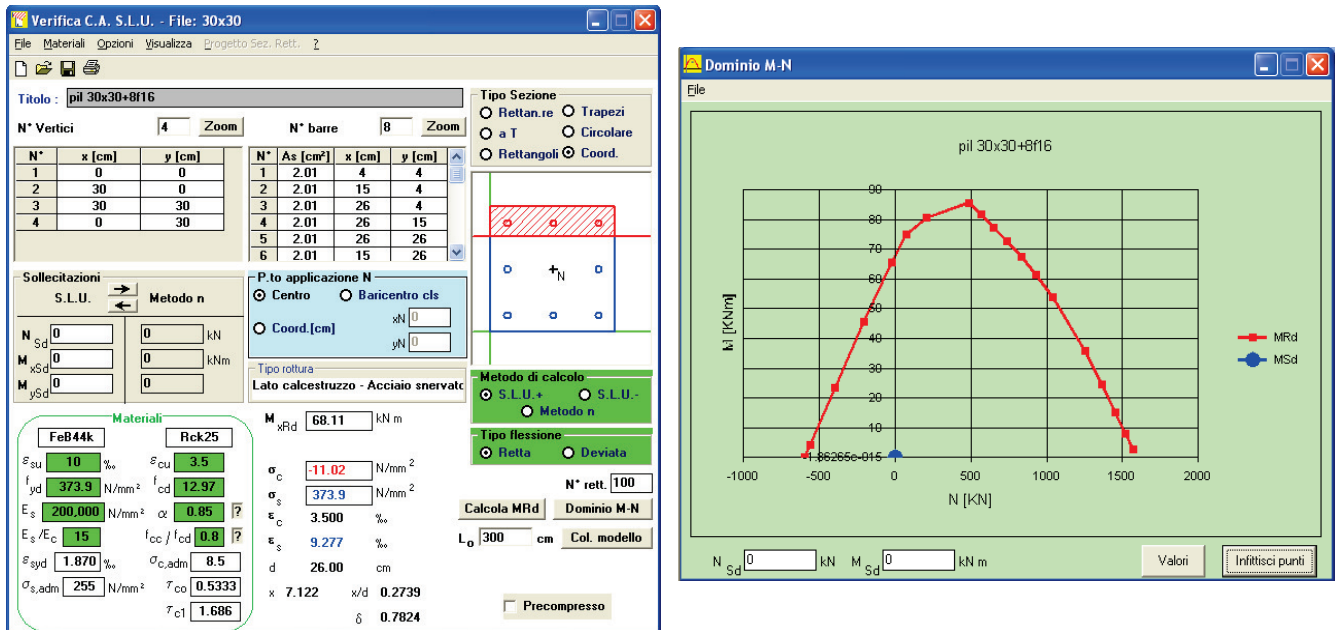 Verifica C.A. S.L.U. - File: 30x30
File Materiali Opzioni Visualizza Progetto Sez. Rett. ?
Titolo : pil 30x30+8f16
N° Vertici 4 Zoom N° barre 8 Zoom
N° x [cm] y [cm]
1 0 0
2 30 0
3 30 30
4 0 30
N° As [cm²] x [cm] y [cm]
1 2.01 4 4
2 2.01 15 4
3 2.01 26 4
4 2.01 26 15
5 2.01 26 26
6 2.01 15 26
Tipo Sezione
Rettan.re Trapezi
a T Circolare
Rettangoli Coord.
N
Sollecitazioni
S.L.U. Metodo n
N Sd 0 0 kN
M xSd 0 0 kNm
M ySd 0 0
P.to applicazione N
Centro Baricentro cls
Coord.[cm] xN 0
yN 0
Tipo rottura
Lato calcestruzzo - Acciaio snervato
Metodo di calcolo
S.L.U.+ S.L.U.-
Metodo n
Tipo flessione
Retta Deviata
N° rett. 100
Calcola MRd Dominio M-N
L₀ 300 cm Col. modello
Precompresso
Materiali
FeB44k Rck25
εsu 10 ‰ εcu 3.5
fyd 373.9 N/mm² fcd 12.97
Es 200,000 N/mm² α 0.85 ?
Es/Ec 15 fcc / fcd 0.8 ?
εsyd 1.870 ‰ σc,adm 8.5
σs,adm 255 N/mm² τco 0.5333
τc1 1.686
M xRd 68.11 kN m
σc -11.02 N/mm²
σs 373.9 N/mm²
εc 3.500 ‰
εs 9.277 ‰
d 26.00 cm
x 7.122 x/d 0.2739
δ 0.7824
Dominio M-N
File
pil 30x30+8f16
M [KNm]
90
80
70
60
50
40
30
20
10
-1.86265e-015
-1000 -500 0 500 1000 1500 2000
N [KN]
MRd
MSd
N Sd 0 kN M Sd 0 kN m Valori Infittisci punti